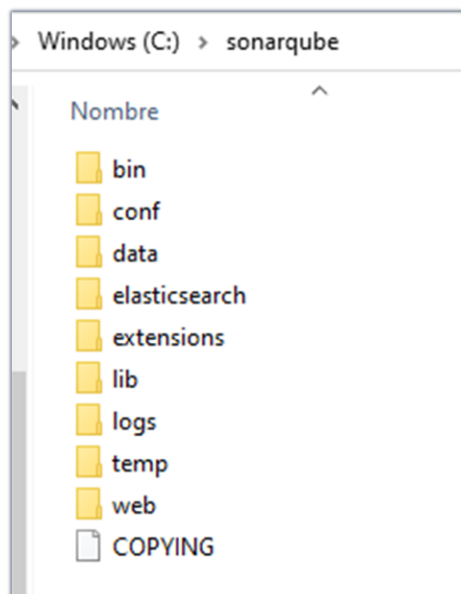 Windows (C:) > sonarqube
Nombre
bin
conf
data
elasticsearch
extensions
lib
logs
temp
web
COPYING